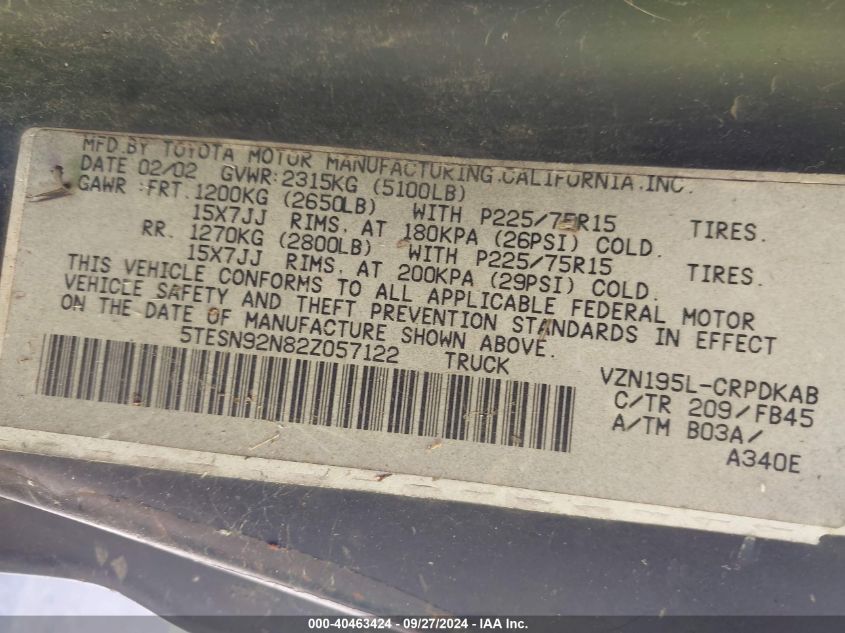 MFD.BY TOYOTA MOTOR MANUFACTURING.CALIFORNIA.INC.
DATE 02/02 GVWR:2315KG (5100LB)
GAWR :FRT.1200KG (2650LB) WITH P225/75R15 TIRES.
15X7JJ RIMS. AT 180KPA (26PSI) COLD.
RR. 1270KG (2800LB) WITH P225/75R15 TIRES.
15X7JJ RIMS. AT 200KPA (29PSI) COLD.
THIS VEHICLE CONFORMS TO ALL APPLICABLE FEDERAL MOTOR
VEHICLE SAFETY AND THEFT PREVENTION STANDARDS IN EFFECT
ON THE DATE OF MANUFACTURE SHOWN ABOVE.
5TESN92N82Z057122 TRUCK
VZN195L-CRPDKAB
C/TR 209/FB45
A/TM B03A/
A340E
000-40463424 - 09/27/2024 - IAA Inc.